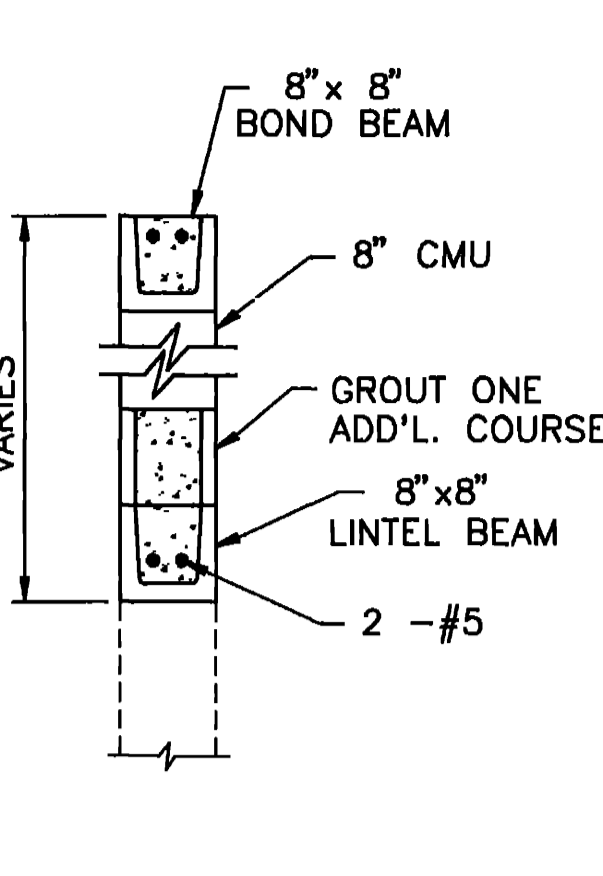 8" x 8"
BOND BEAM
8" CMU
VARIES
GROUT ONE
ADD'L. COURSE
8"x8"
LINTEL BEAM
2 -#5